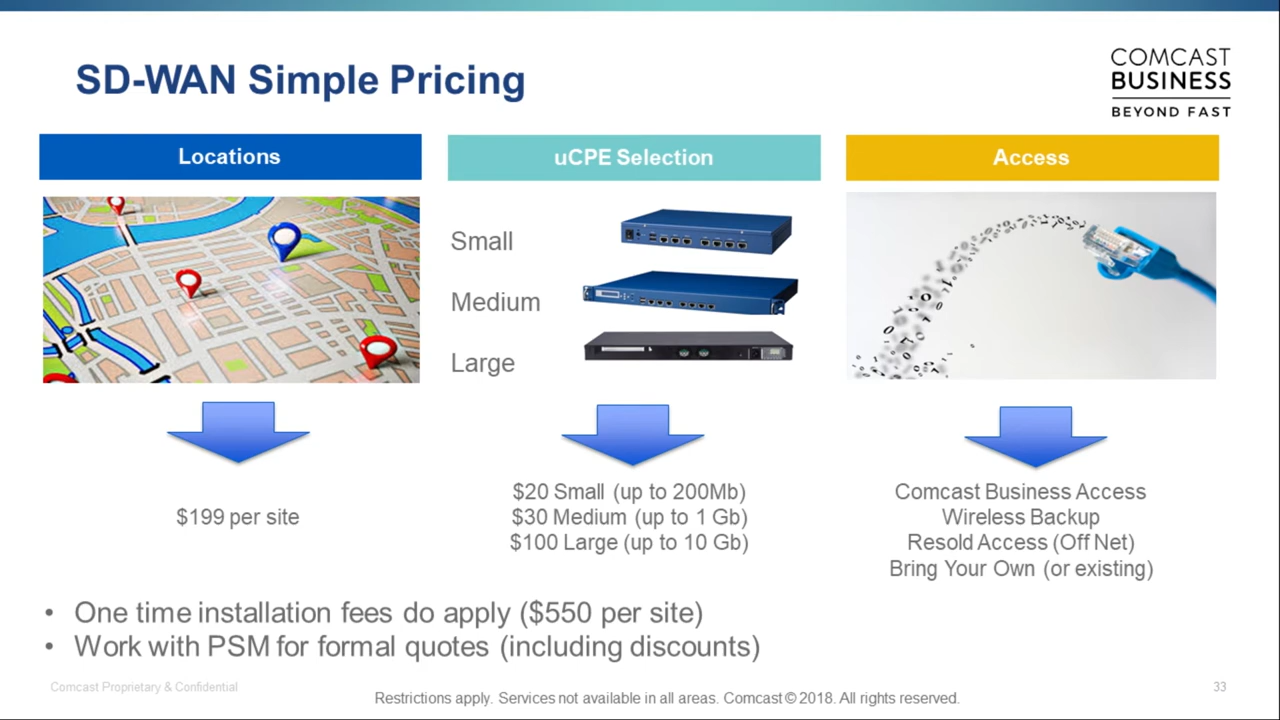 SD-WAN Simple Pricing
COMCAST
BUSINESS
BEYOND FAST
Locations
uCPE Selection
Access
Small
Medium
Large
$199 per site
$20 Small (up to 200Mb)
$30 Medium (up to 1 Gb)
$100 Large (up to 10 Gb)
Comcast Business Access
Wireless Backup
Resold Access (Off Net)
Bring Your Own (or existing)
• One time installation fees do apply ($550 per site)
• Work with PSM for formal quotes (including discounts)
Comcast Proprietary & Confidential
Restrictions apply. Services not available in all areas. Comcast © 2018. All rights reserved.
33